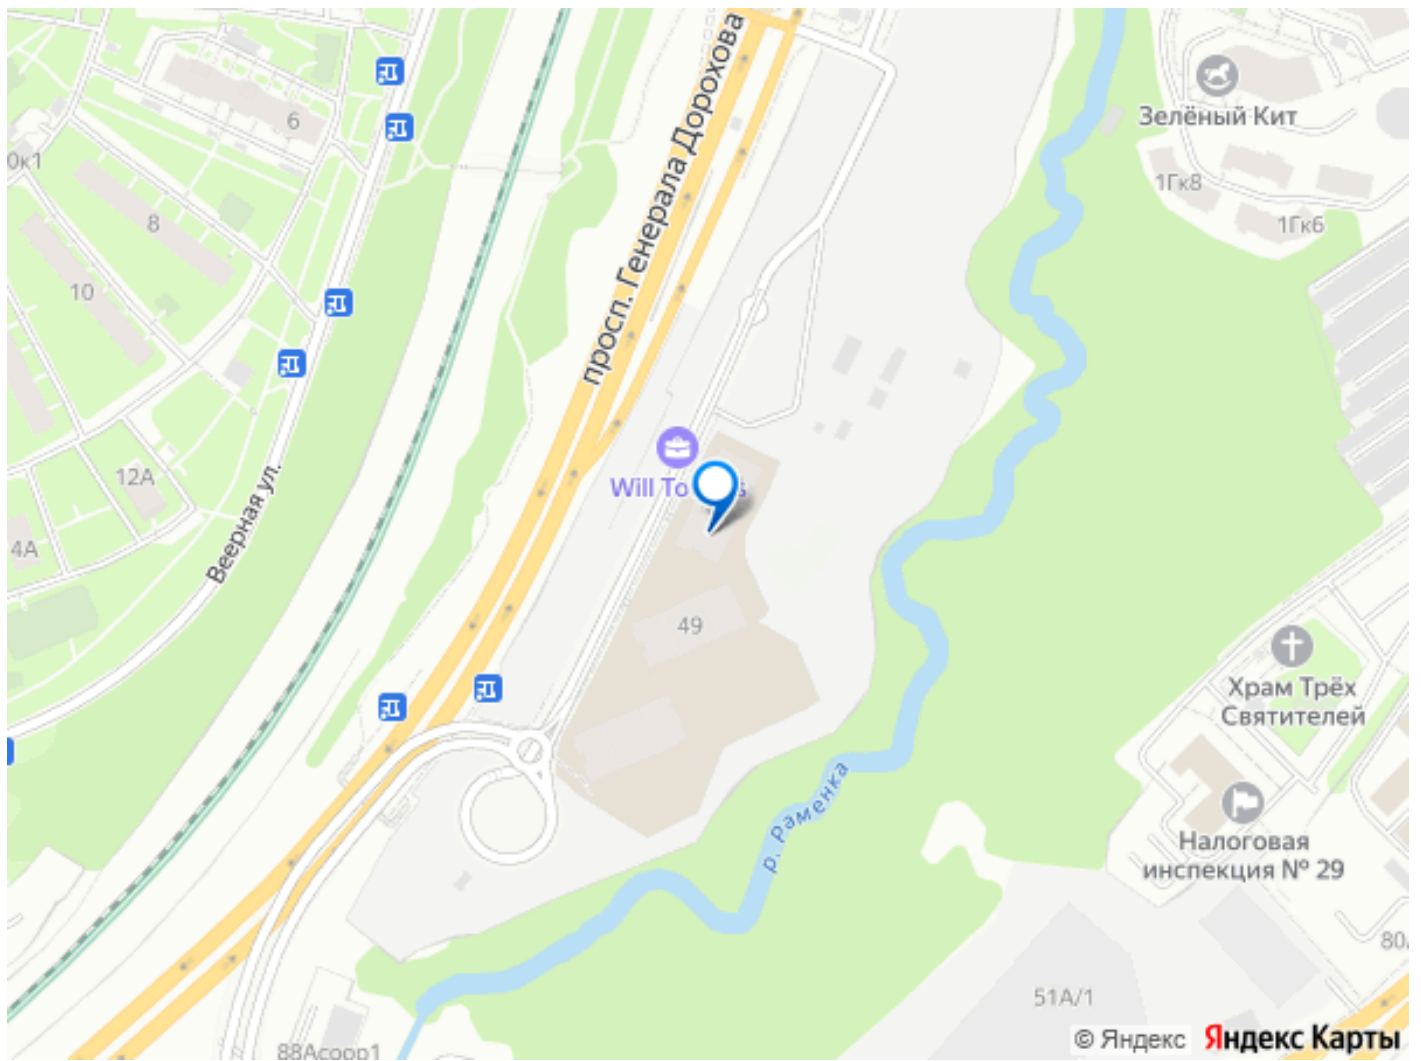 6
0к1
8
10
12А
4А
Веерная ул.
просп. Генерала Дорохова
Зелёный Кит
1Гк8
1Гк6
Will To
49
р. Раменка
Храм Трёх
Святителей
Налоговая
инспекция № 29
80
51А/1
88Асоор1
© Яндекс Яндекс Карты